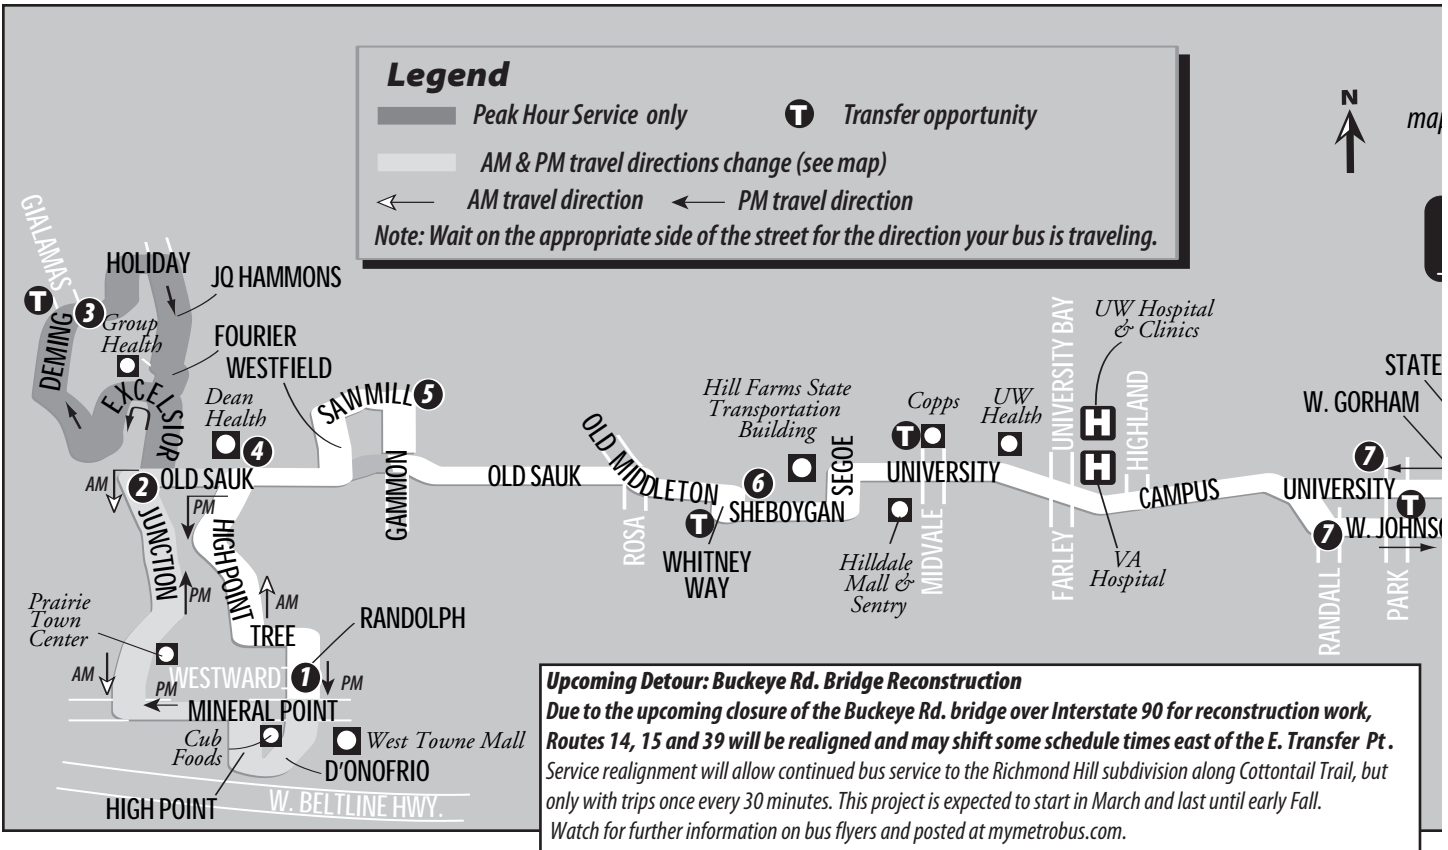 Legend
Peak Hour Service only
T Transfer opportunity
AM & PM travel directions change (see map)
AM travel direction
PM travel direction
Note: Wait on the appropriate side of the street for the direction your bus is traveling.
N
map
GIALAMAS
HOLIDAY
JQ HAMMONS
T
3
Group
Health
DEMING
FOURIER
WESTFIELD
EXCELSIOR
Dean
Health
4
SAWMILL
5
AM
2
OLD SAUK
PM
JUNCTION
HIGH POINT
GAMMON
OLD SAUK
OLD MIDDLETON
ROSA
T
WHITNEY
WAY
6
SHEBOYGAN
SEGOE
Hill Farms State
Transportation
Building
Copps
T
UW
Health
UNIVERSITY
Hilldale
Mall &
Sentry
MIDVALE
UNIVERSITY BAY
FARLEY
UW Hospital
& Clinics
H
H
HIGHLAND
VA
Hospital
CAMPUS
STATE
W. GORHAM
7
UNIVERSITY
T
7
W. JOHNSO
RANDALL
PARK
PM
AM
Prairie
Town
Center
TREE
RANDOLPH
AM
PM
WESTWARD
1
PM
MINERAL POINT
Cub
Foods
West Towne Mall
D'ONOFRIO
HIGH POINT
W. BELTLINE HWY.
Upcoming Detour: Buckeye Rd. Bridge Reconstruction
Due to the upcoming closure of the Buckeye Rd. bridge over Interstate 90 for reconstruction work,
Routes 14, 15 and 39 will be realigned and may shift some schedule times east of the E. Transfer Pt .
Service realignment will allow continued bus service to the Richmond Hill subdivision along Cottontail Trail, but
only with trips once every 30 minutes. This project is expected to start in March and last until early Fall.
Watch for further information on bus flyers and posted at mymetrobus.com.